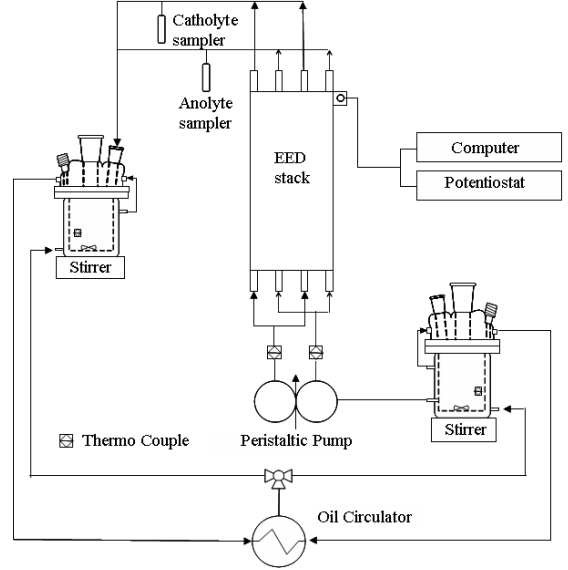 Catholyte
sampler
Anolyte
sampler
EED
stack
Computer
Potentiostat
Stirrer
Stirrer
Thermo Couple
Peristaltic Pump
Oil Circulator